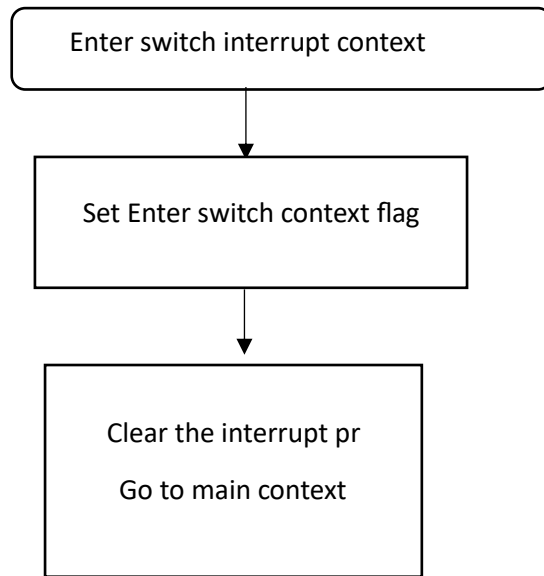 Enter switch interrupt context
Set Enter switch context flag
Clear the interrupt pr
Go to main context